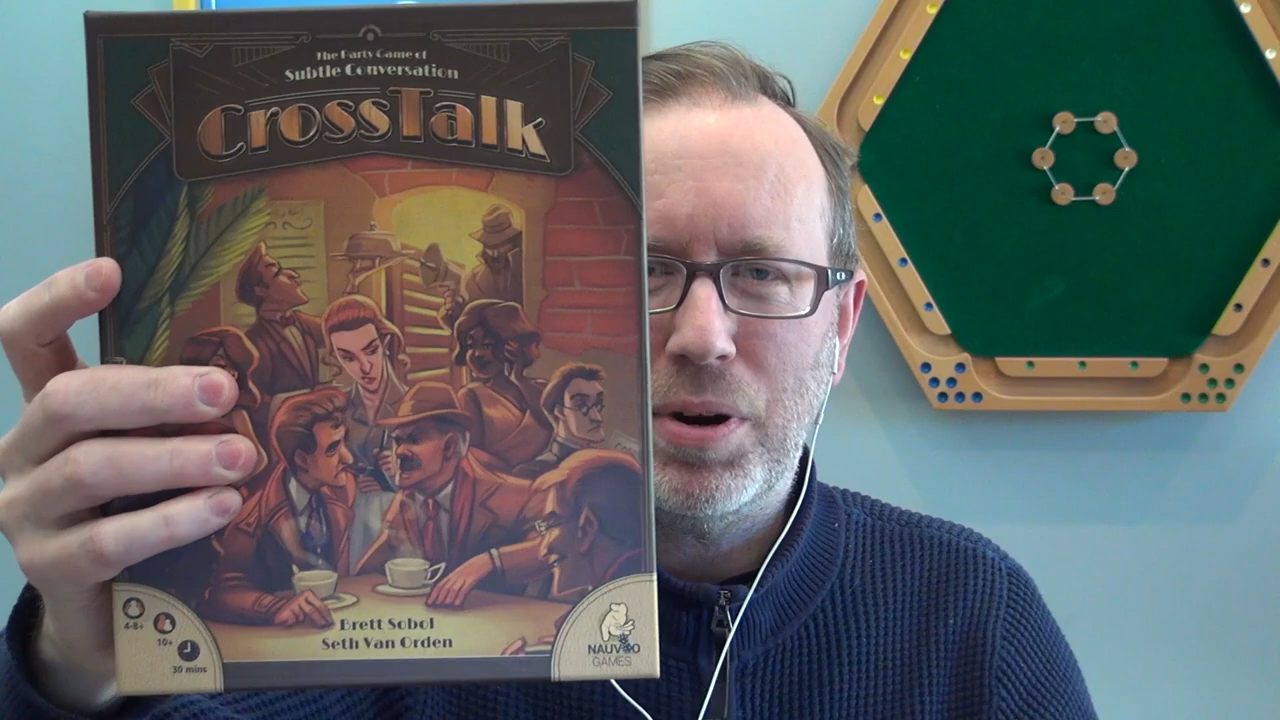 The Party Game of
Subtle Conversation
CrossTalk
Brett Sobol
Seth Van Orden
4-8+
10+
30 mins
NAUVOO
GAMES